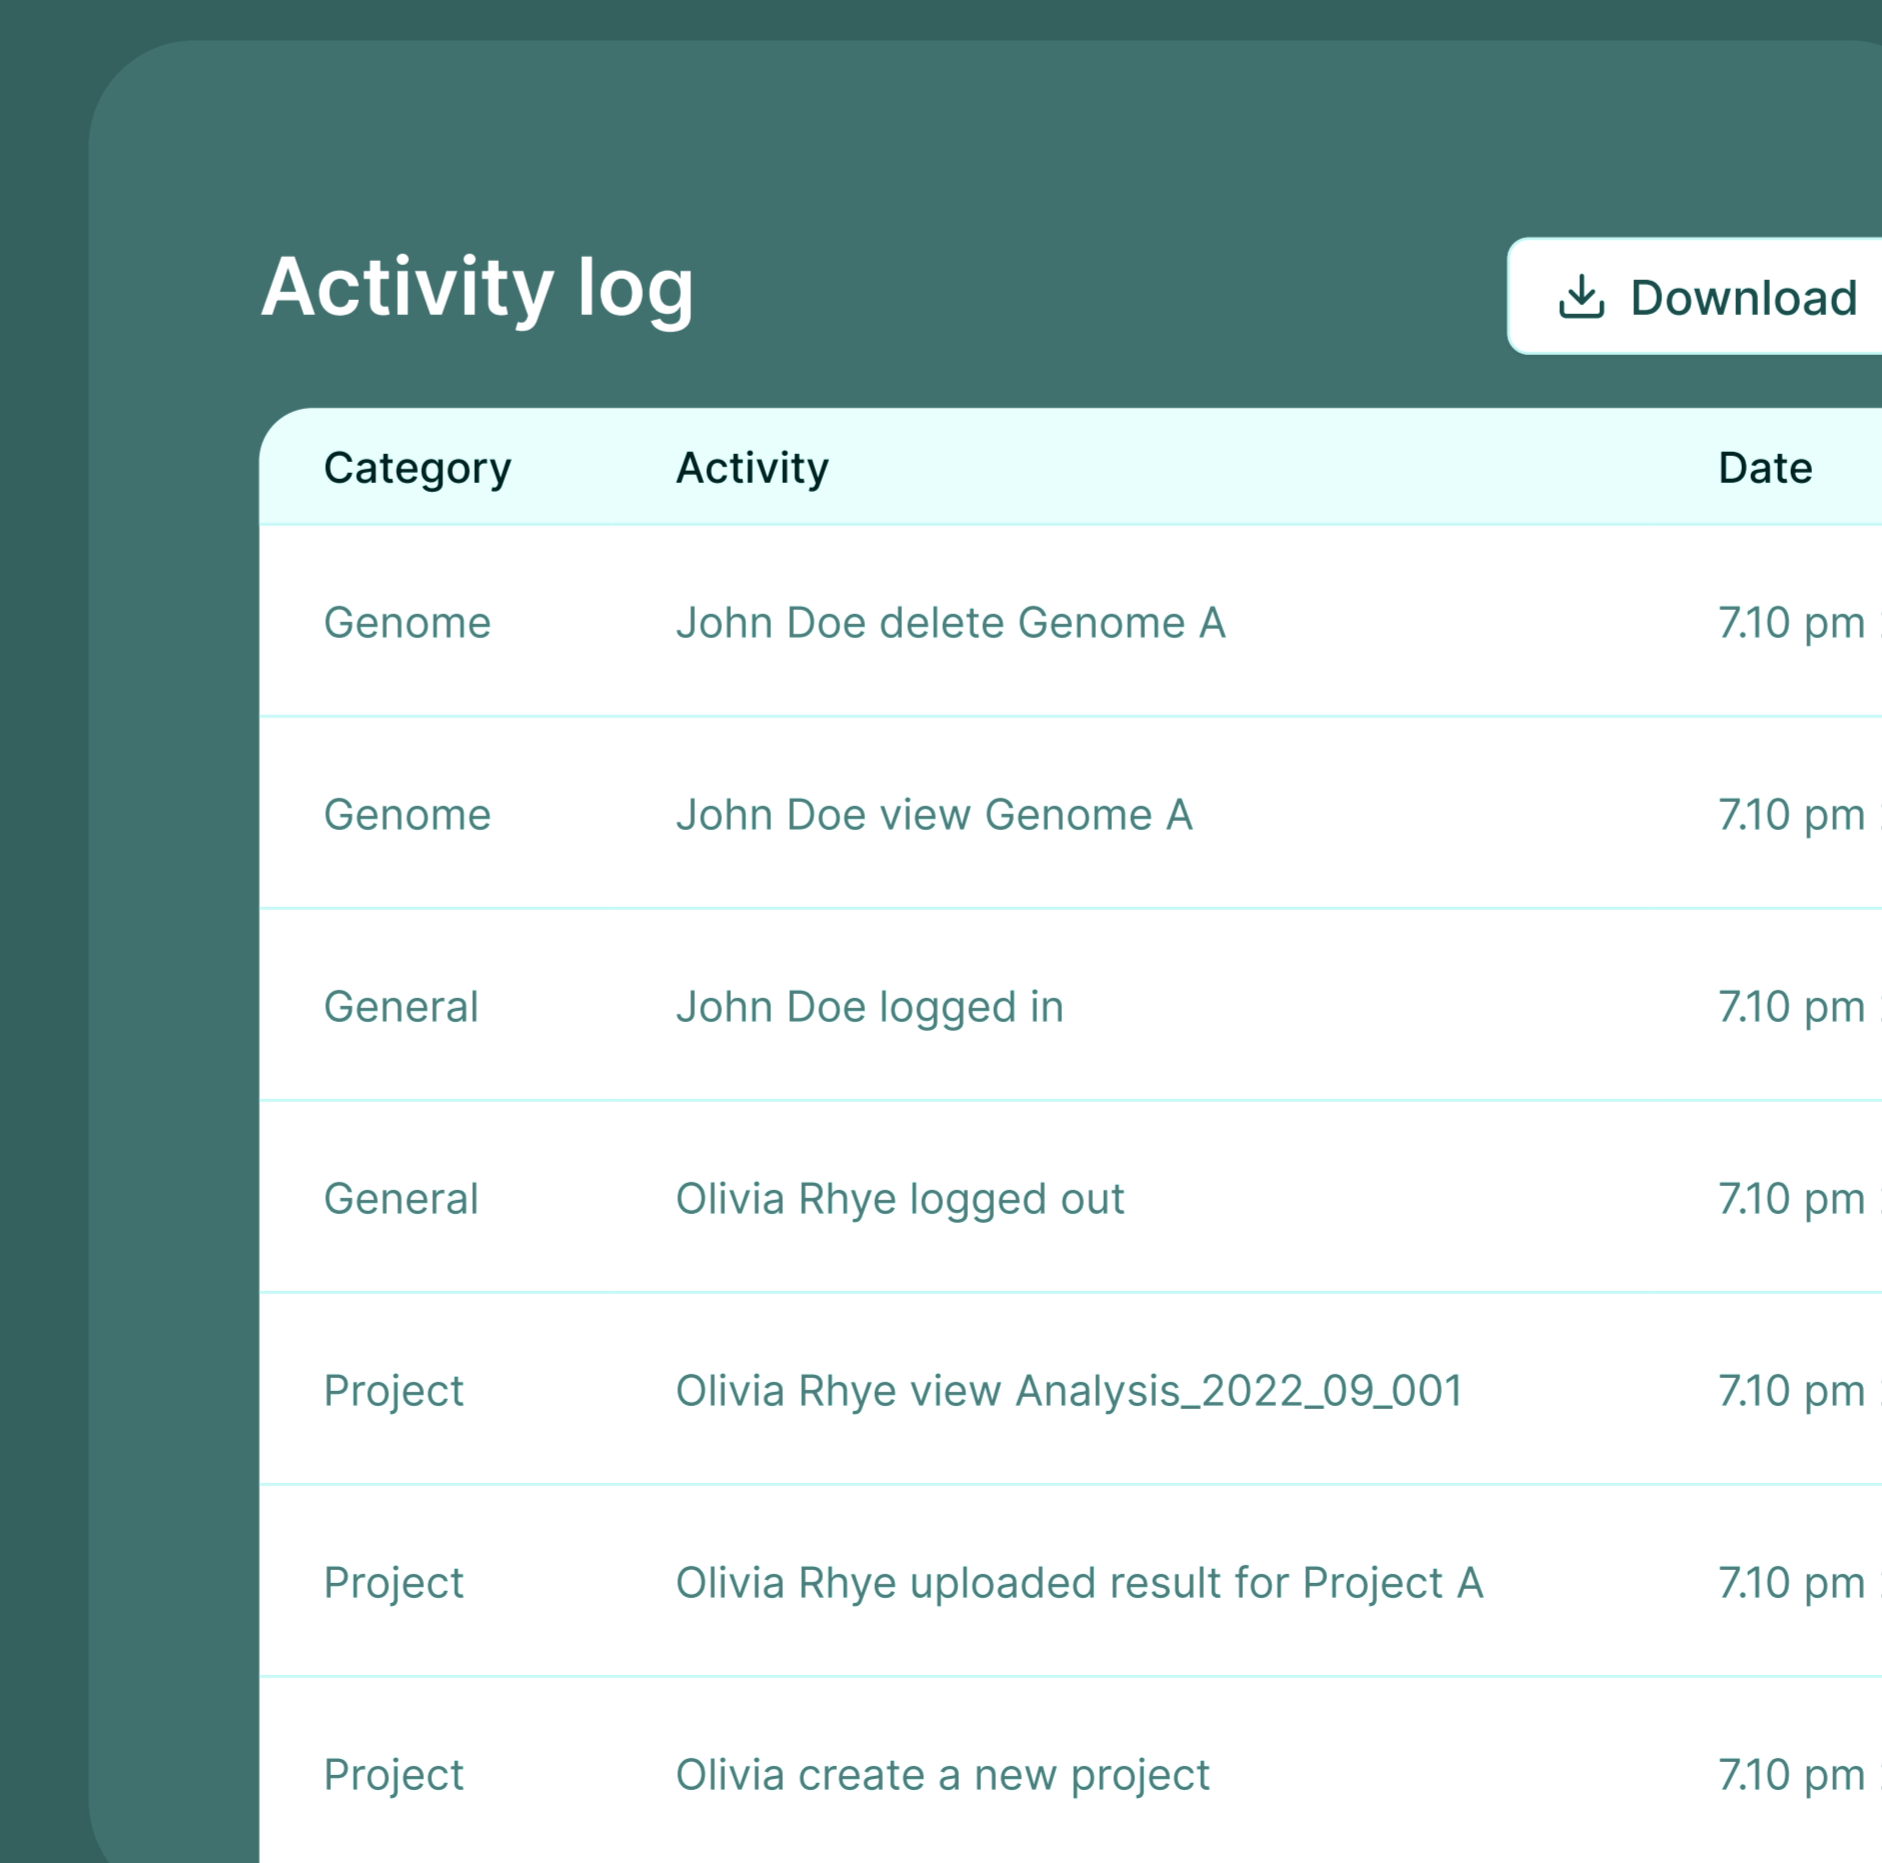 Activity log
Download
Category Activity Date
Genome John Doe delete Genome A 7.10 pm
Genome John Doe view Genome A 7.10 pm
General John Doe logged in 7.10 pm
General Olivia Rhye logged out 7.10 pm
Project Olivia Rhye view Analysis_2022_09_001 7.10 pm
Project Olivia Rhye uploaded result for Project A 7.10 pm
Project Olivia create a new project 7.10 pm